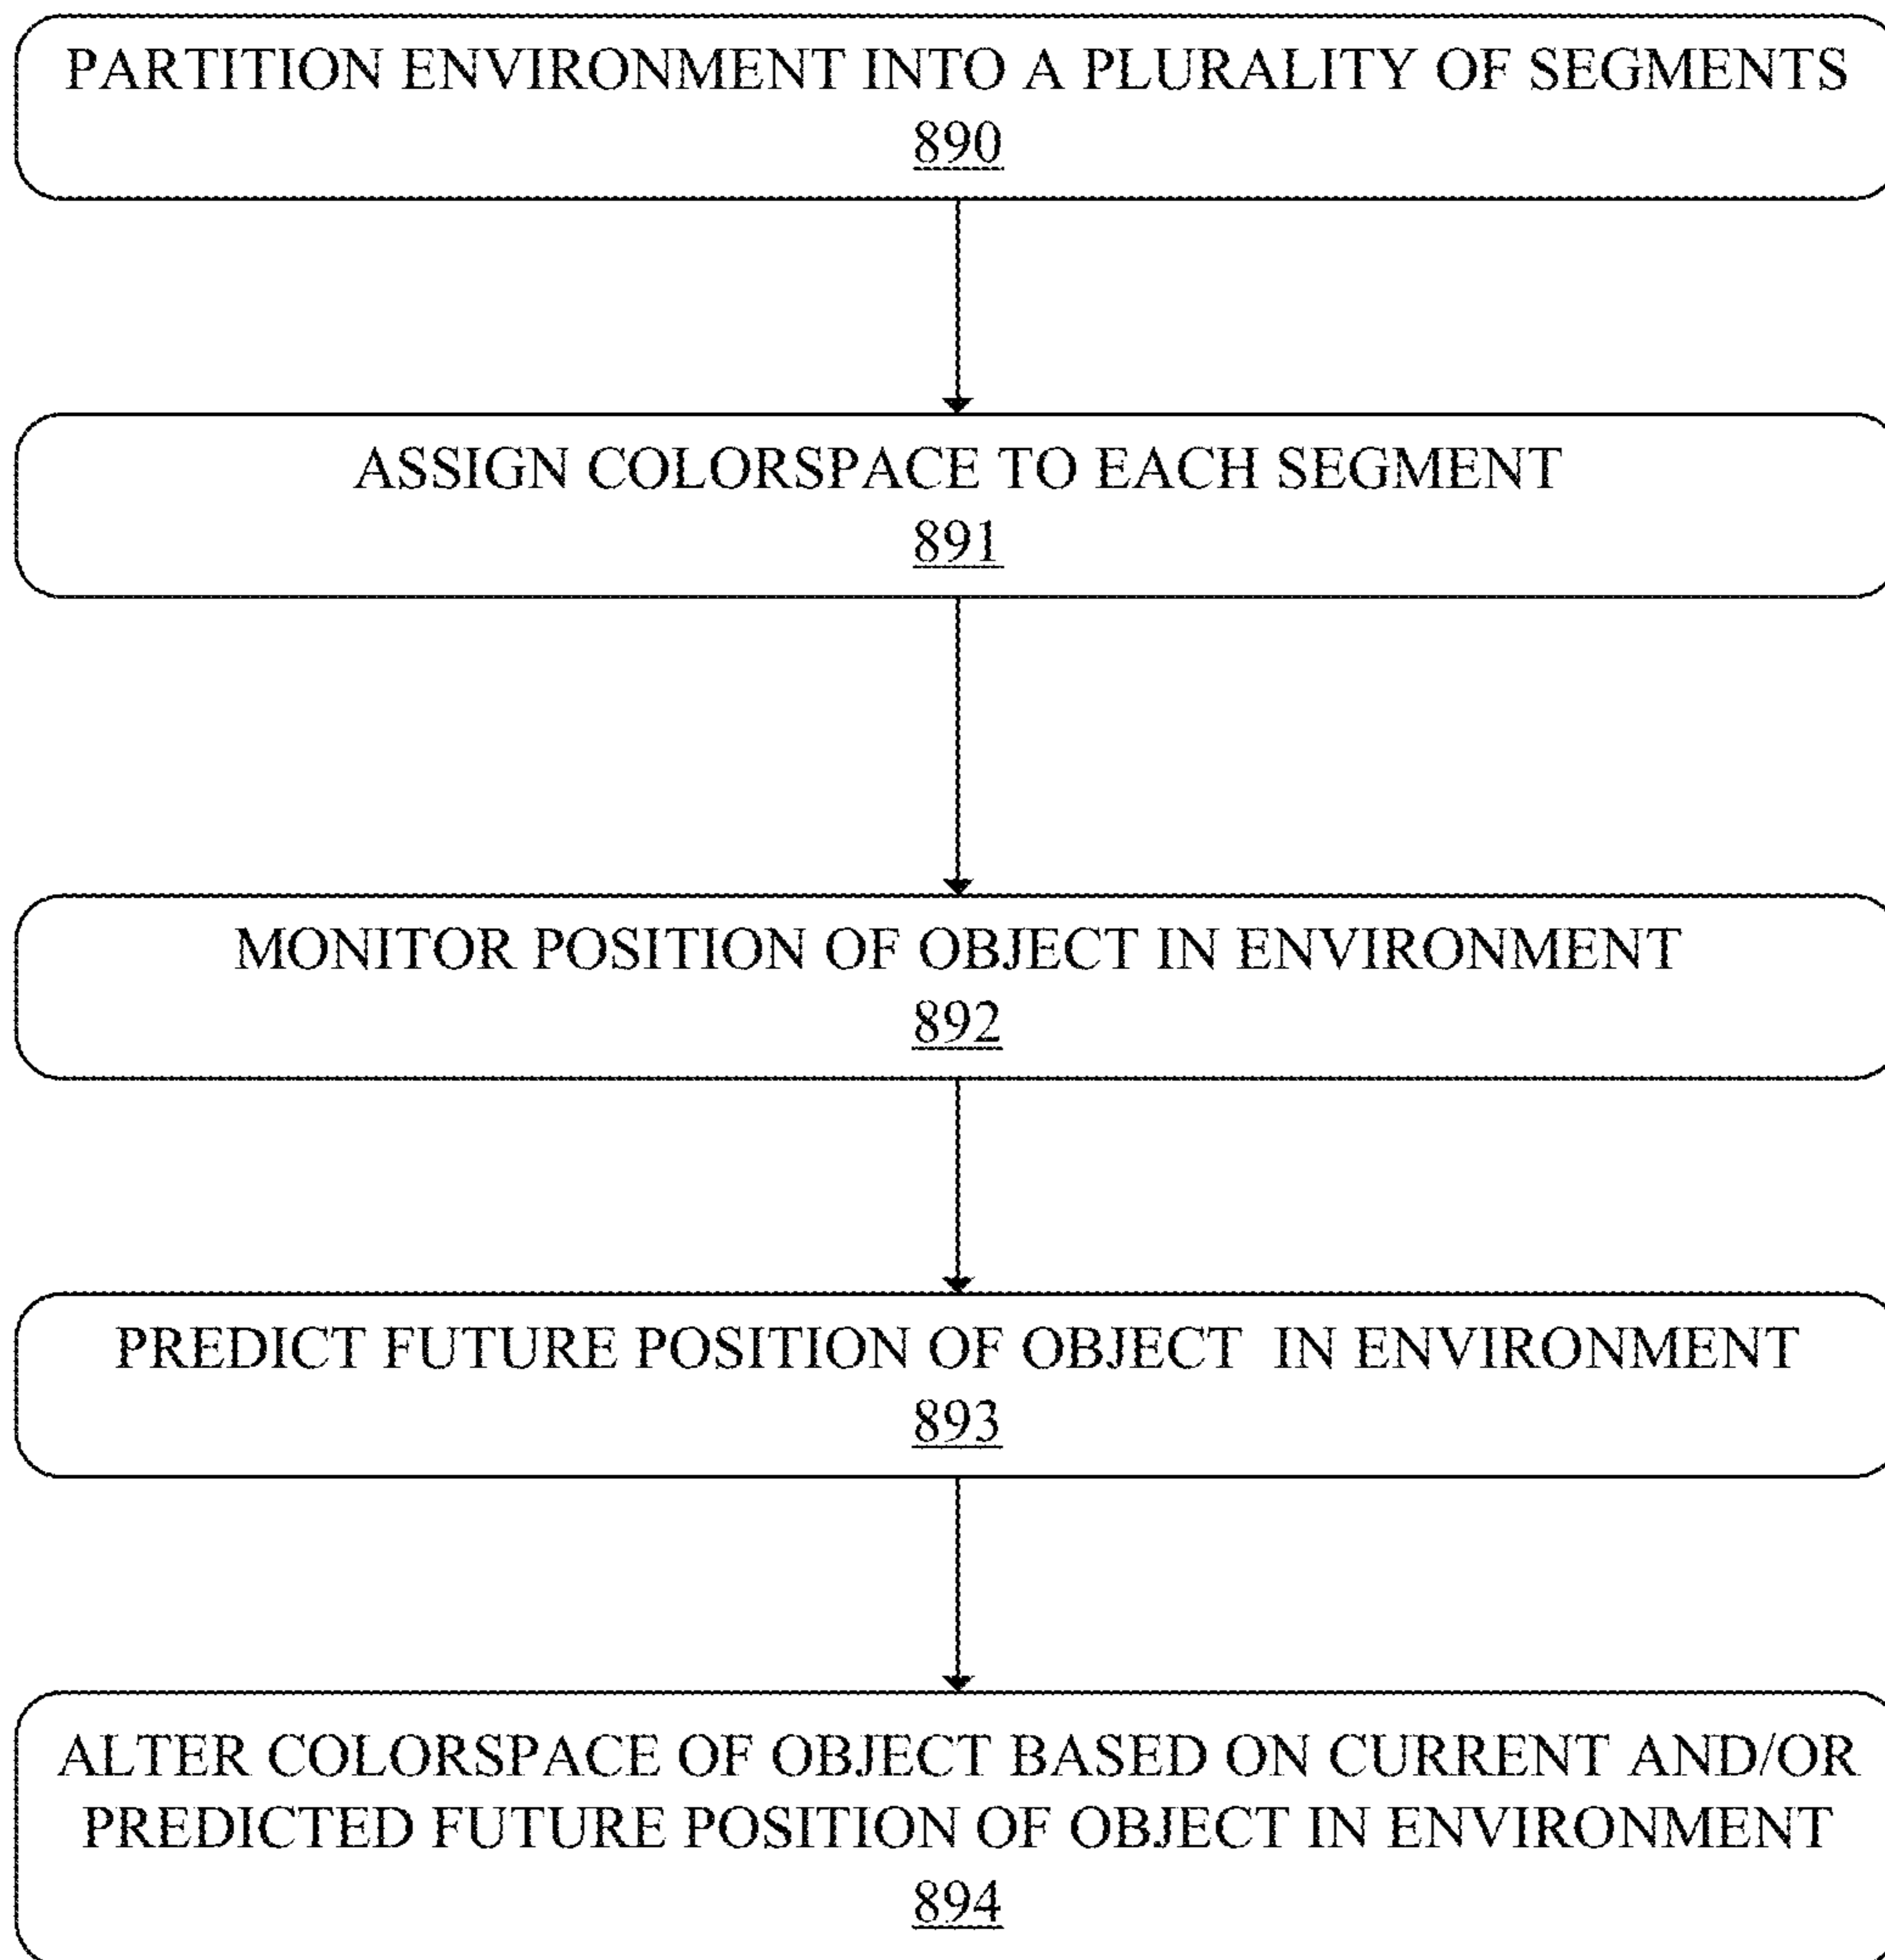 PARTITION ENVIRONMENT INTO A PLURALITY OF SEGMENTS
890
ASSIGN COLORSPACE TO EACH SEGMENT
891
MONITOR POSITION OF OBJECT IN ENVIRONMENT
892
PREDICT FUTURE POSITION OF OBJECT IN ENVIRONMENT
893
ALTER COLORSPACE OF OBJECT BASED ON CURRENT AND/OR
PREDICTED FUTURE POSITION OF OBJECT IN ENVIRONMENT
894